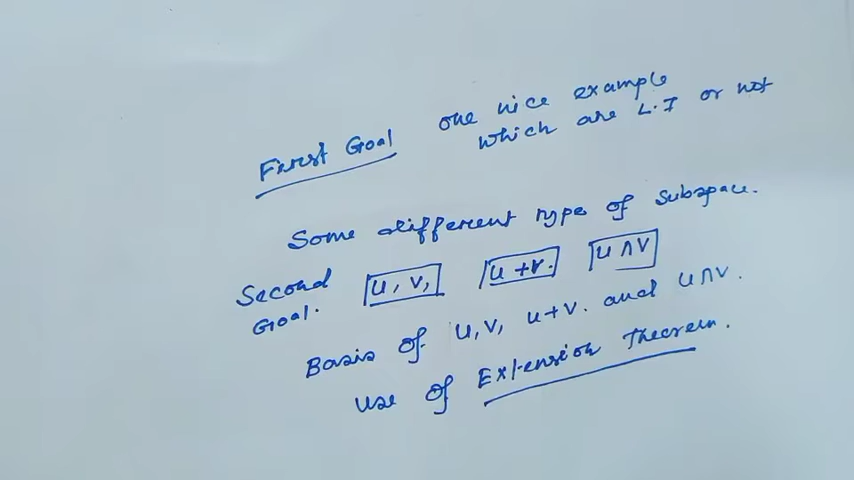 First Goal one nice example
which are L.I or not
Some different type of subspace.
Second Goal. U, V, U+V. U∩V
Basis of U, V, U+V. and U∩V.
Use of Extension Theorem.